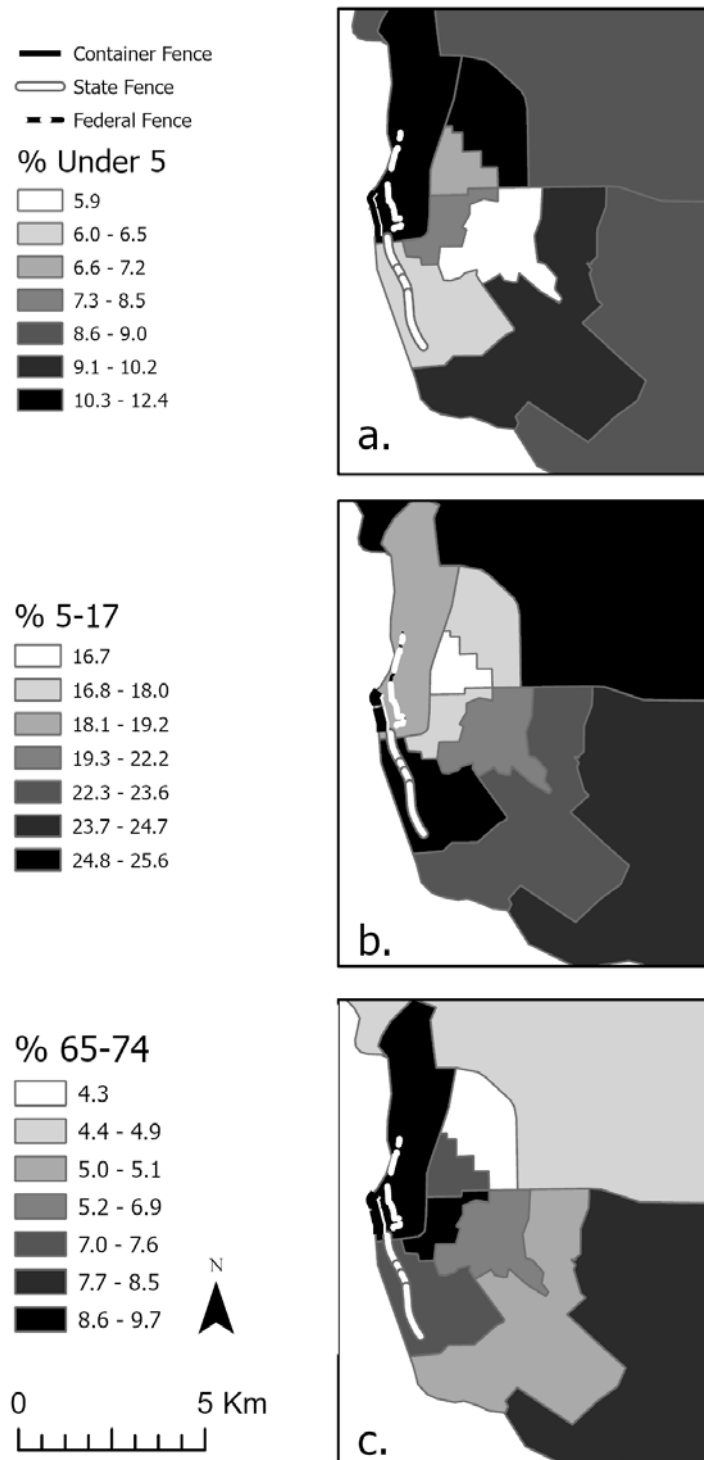 Container Fence
State Fence
Federal Fence
% Under 5
5.9
6.0 - 6.5
6.6 - 7.2
7.3 - 8.5
8.6 - 9.0
9.1 - 10.2
10.3 - 12.4
a.
% 5-17
16.7
16.8 - 18.0
18.1 - 19.2
19.3 - 22.2
22.3 - 23.6
23.7 - 24.7
24.8 - 25.6
b.
% 65-74
4.3
4.4 - 4.9
5.0 - 5.1
5.2 - 6.9
7.0 - 7.6
7.7 - 8.5
8.6 - 9.7
N
0 5 Km
c.